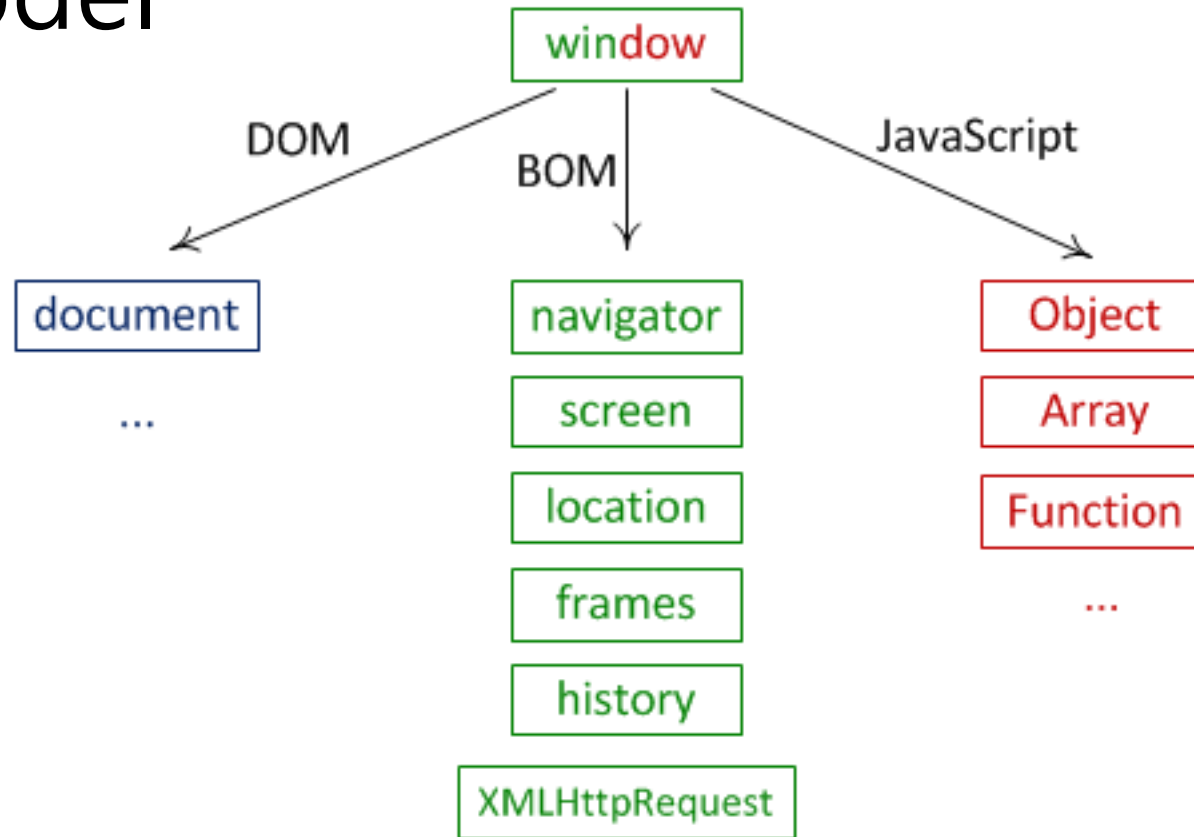 window
DOM
BOM
JavaScript
document
navigator
Object
...
screen
Array
location
Function
frames
...
history
XMLHttpRequest